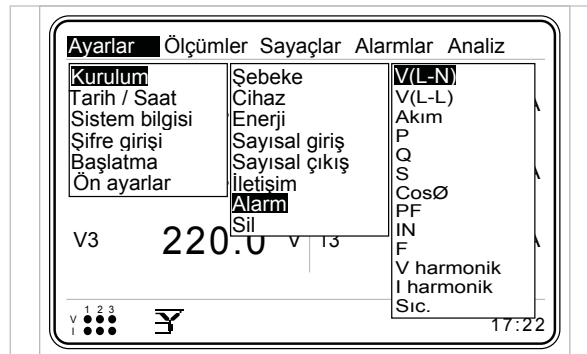 Ayarlar Ölçümler Sayaçlar Alarmlar Analiz
Kurulum
Tarih / Saat
Sistem bilgisi
Şifre girişi
Başlatma
Ön ayarlar
Şebeke
Cihaz
Enerji
Sayısal giriş
Sayısal çıkış
İletişim
Alarm
Sil
V(L-N)
V(L-L)
Akım
P
Q
S
CosØ
PF
IN
F
V harmonik
I harmonik
Sıc.
V3 220.0 V I3
1 2 3
V
I
17:22